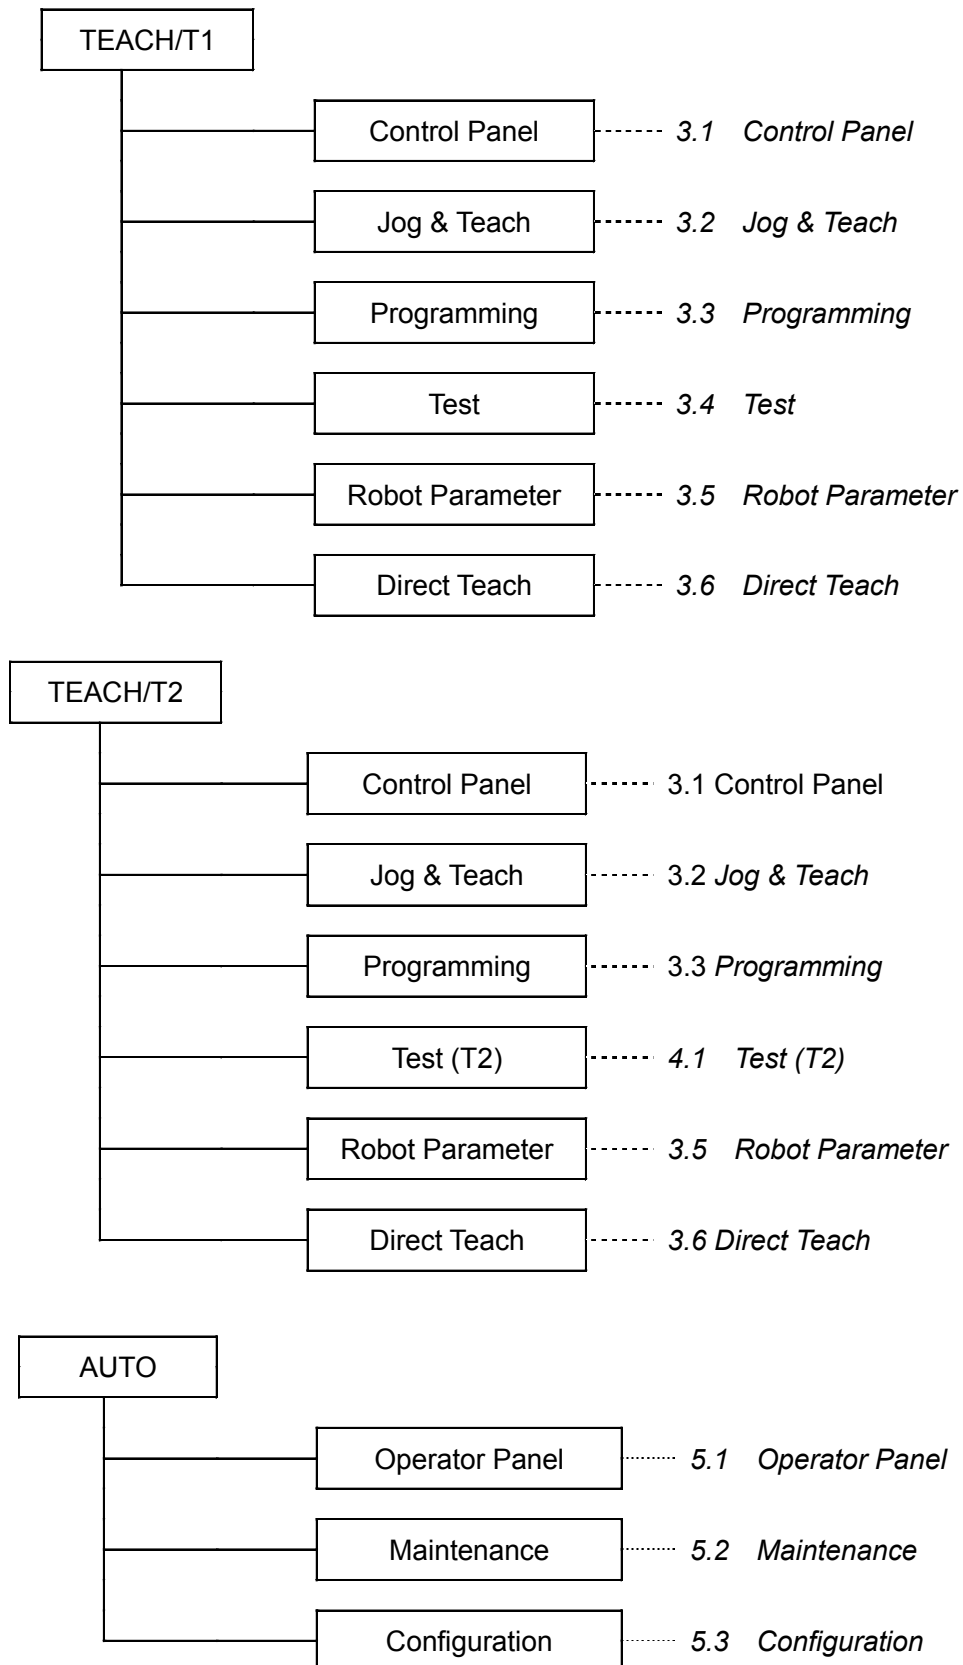 TEACH/T1
Control Panel 3.1 Control Panel
Jog & Teach 3.2 Jog & Teach
Programming 3.3 Programming
Test 3.4 Test
Robot Parameter 3.5 Robot Parameter
Direct Teach 3.6 Direct Teach
TEACH/T2
Control Panel 3.1 Control Panel
Jog & Teach 3.2 Jog & Teach
Programming 3.3 Programming
Test (T2) 4.1 Test (T2)
Robot Parameter 3.5 Robot Parameter
Direct Teach 3.6 Direct Teach
AUTO
Operator Panel 5.1 Operator Panel
Maintenance 5.2 Maintenance
Configuration 5.3 Configuration